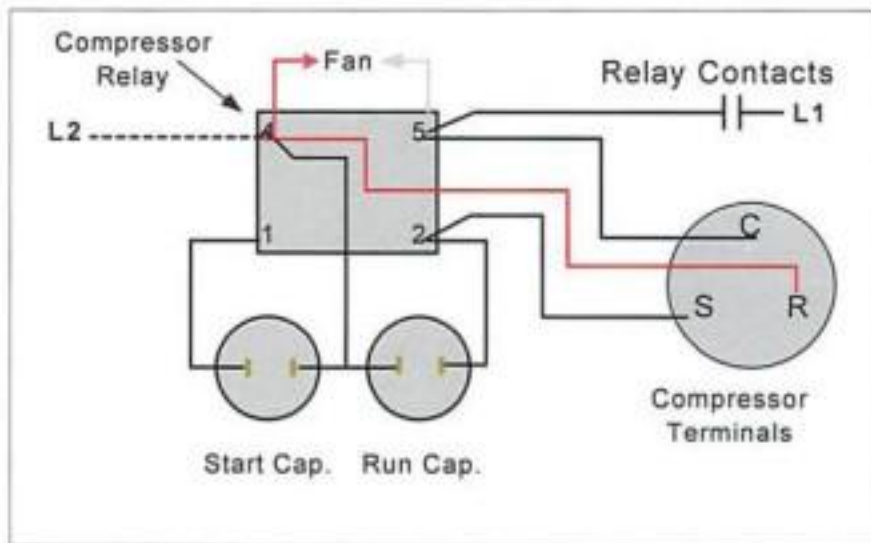 Compressor
Relay
Fan
Relay Contacts
L2
4
5
L1
1
2
C
S
R
Compressor
Terminals
Start Cap.
Run Cap.